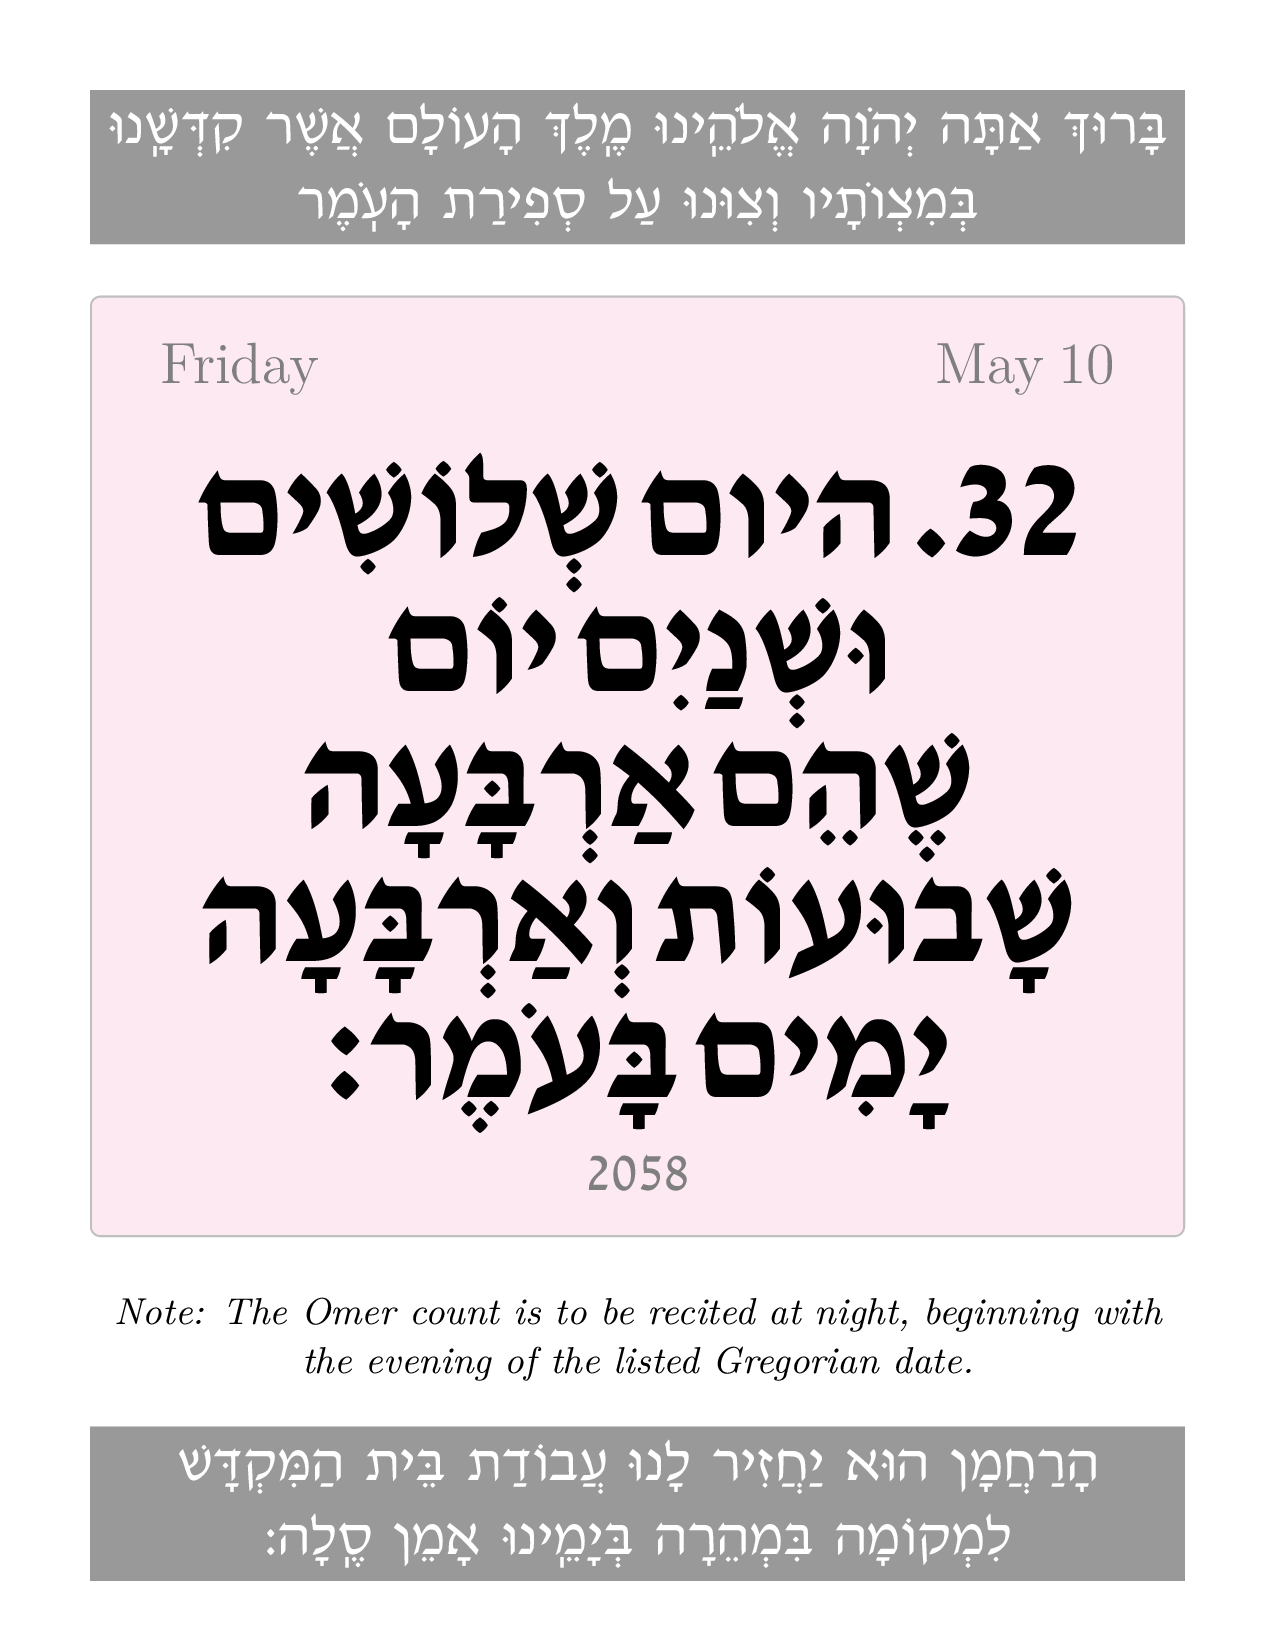 בָּרוּךְ אַתָּה יְהֹוָה אֱלֹהֵֽינוּ מֶֽלֶךְ הָעוֹלָם אֲשֶׁר קִדְּשָֽׁנוּ
בְּמִצְוֹתָיו וְצִוּנוּ עַל סְפִירַת הָעֹֽמֶר
Friday May 10
32. היום שְׁלוֹשִׁים
וּשְׁנַיִם יוֹם
שֶׁהֵם אַרְבָּעָה
שָׁבוּעוֹת וְאַרְבָּעָה
יָמִים בָּעֹמֶר:
2058
Note: The Omer count is to be recited at night, beginning with
the evening of the listed Gregorian date.
הָרַחֲמָן הוּא יַחֲזִיר לָנוּ עֲבוֹדַת בֵּית הַמִּקְדָּשׁ
לִמְקוֹמָה בִּמְהֵרָה בְּיָמֵֽינוּ אָמֵן סֶֽלָה: